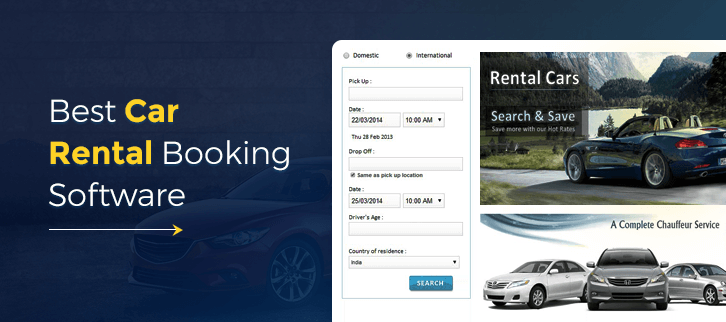 Best Car
Rental Booking
Software
Domestic
International
Pick Up :
Date :
22/03/2014
10:00 AM
Thu 28 Feb 2013
Drop Off :
Same as pick up location
Date :
25/03/2014
10:00 AM
Driver's Age :
Country of residence :
India
SEARCH
Rental Cars
Search & Save
Save more with our Hot Rates
A Complete Chauffeur Service